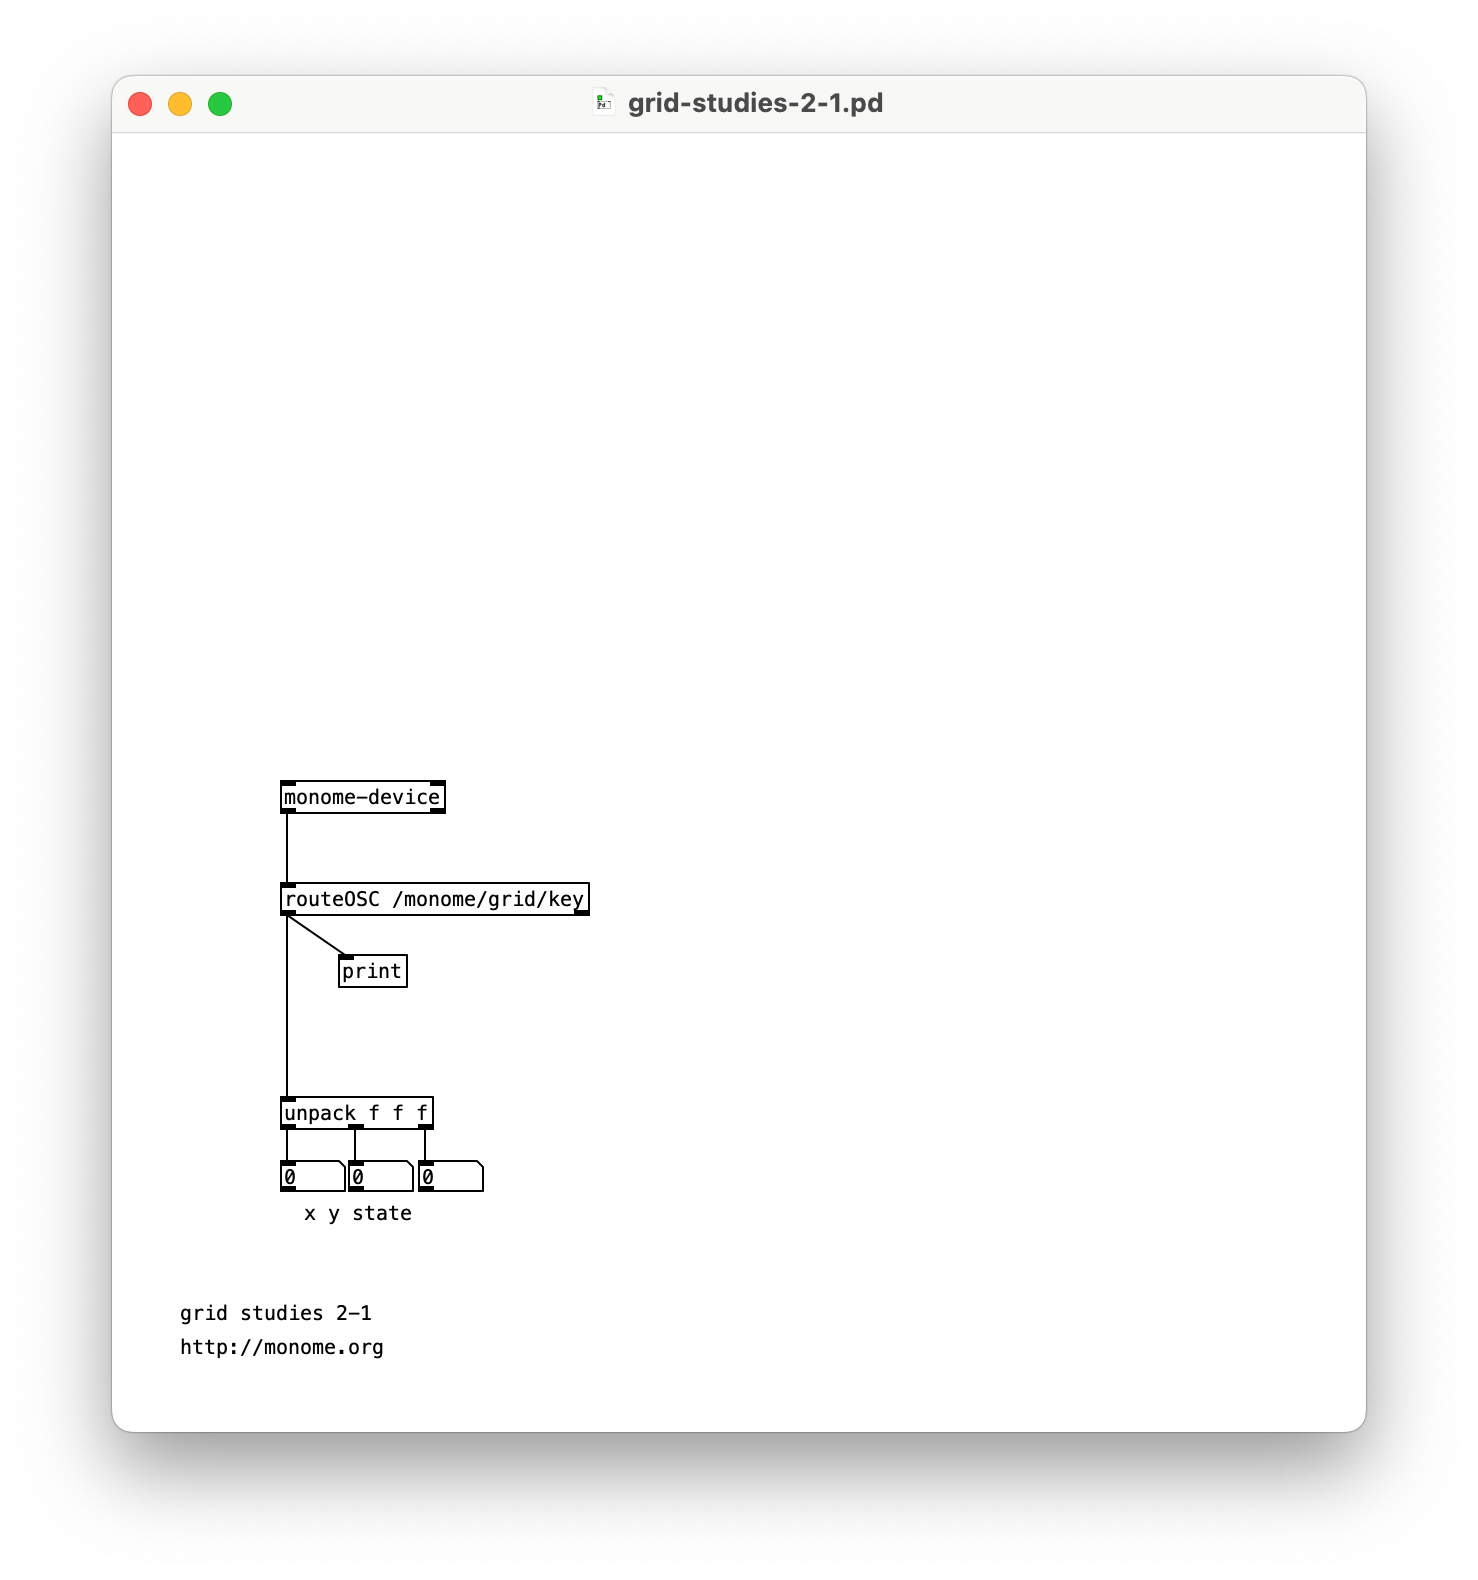 grid-studies-2-1.pd
monome-device
routeOSC /monome/grid/key
print
unpack f f f
0 0 0
x y state
grid studies 2-1
http://monome.org